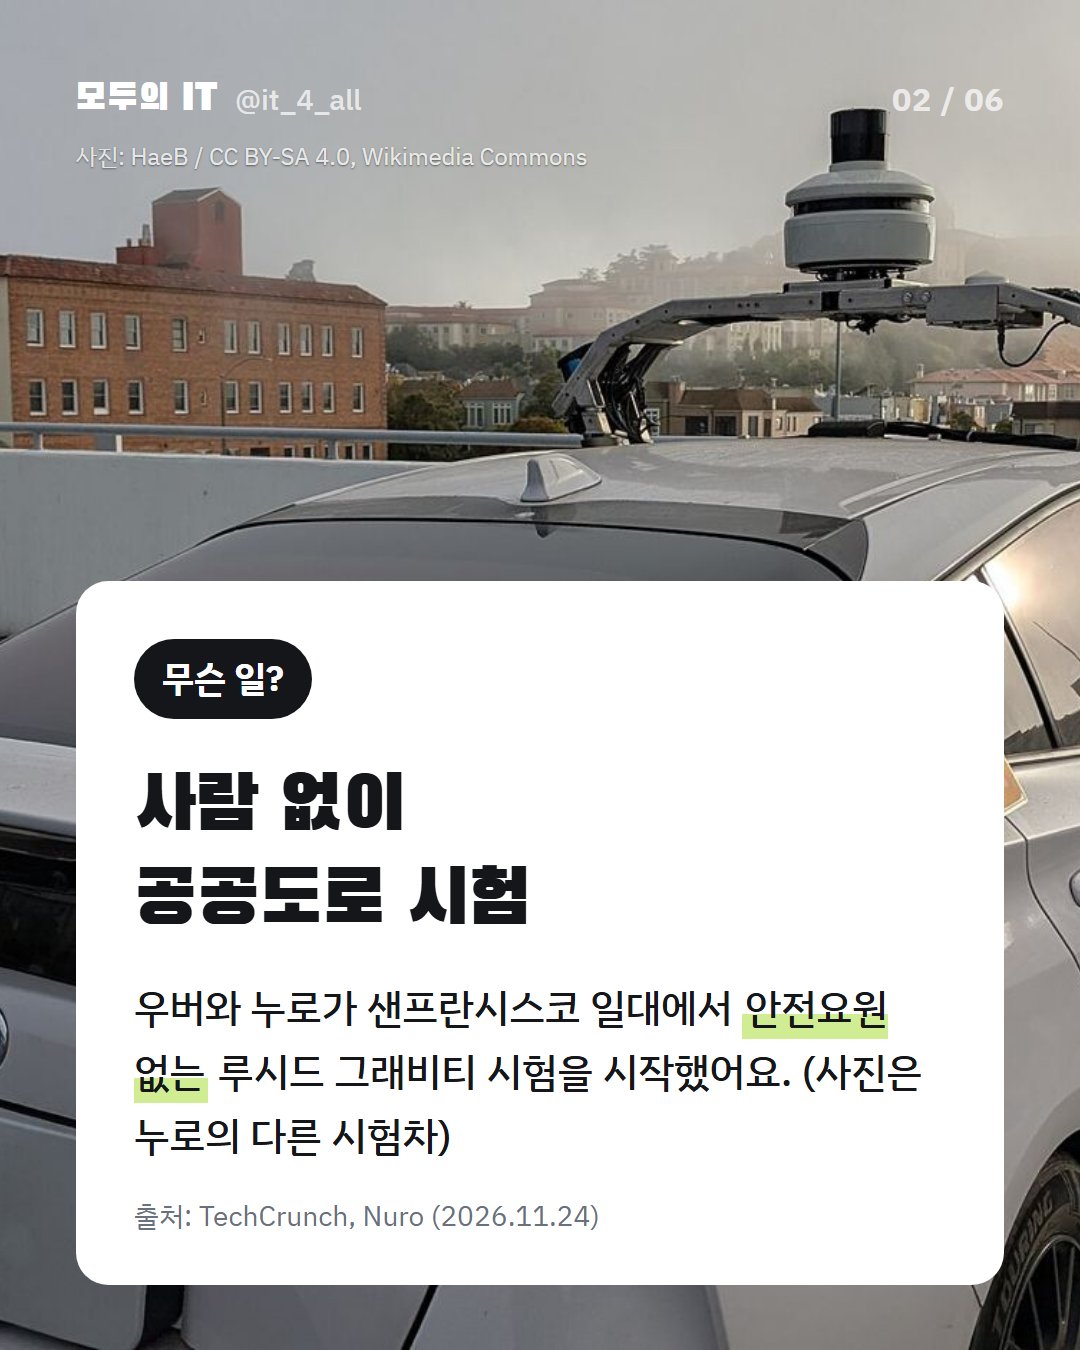 모두의 IT @it_4_all
02 / 06
사진: HaeB / CC BY-SA 4.0, Wikimedia Commons
무슨 일?
사람 없이
공공도로 시험
우버와 누로가 샌프란시스코 일대에서 안전요원
없는 루시드 그래비티 시험을 시작했어요. (사진은
누로의 다른 시험차)
출처: TechCrunch, Nuro (2026.11.24)
TOURING